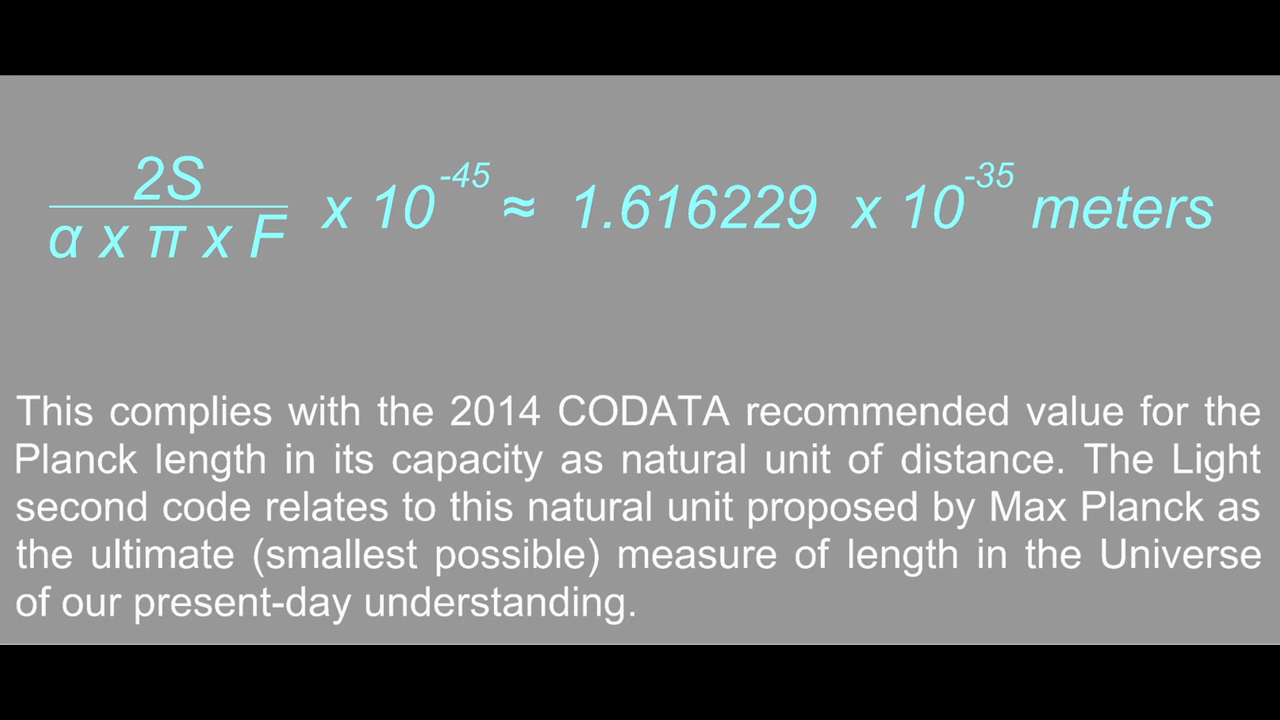 2S
α x π x F x 10^-45 ≈ 1.616229 x 10^-35 meters
This complies with the 2014 CODATA recommended value for the
Planck length in its capacity as natural unit of distance. The Light
second code relates to this natural unit proposed by Max Planck as
the ultimate (smallest possible) measure of length in the Universe
of our present-day understanding.